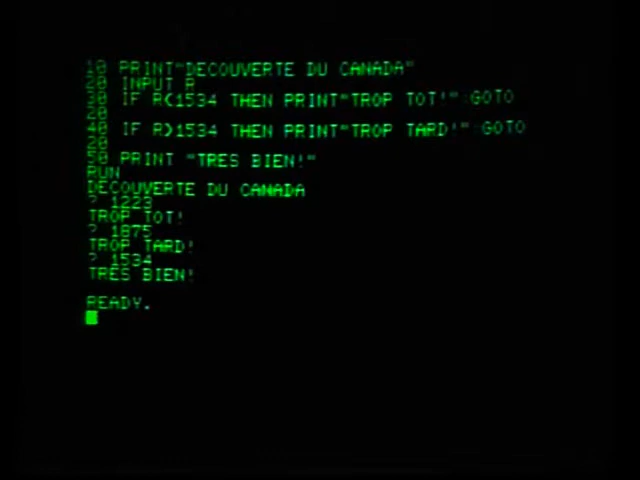 10 PRINT"DECOUVERTE DU CANADA"
20 INPUT R
30 IF R<1534 THEN PRINT"TROP TOT!":GOTO
20
40 IF R>1534 THEN PRINT"TROP TARD!":GOTO
20
50 PRINT "TRES BIEN!"
RUN
DECOUVERTE DU CANADA
? 1223
TROP TOT!
? 1875
TROP TARD!
? 1534
TRES BIEN!
READY.